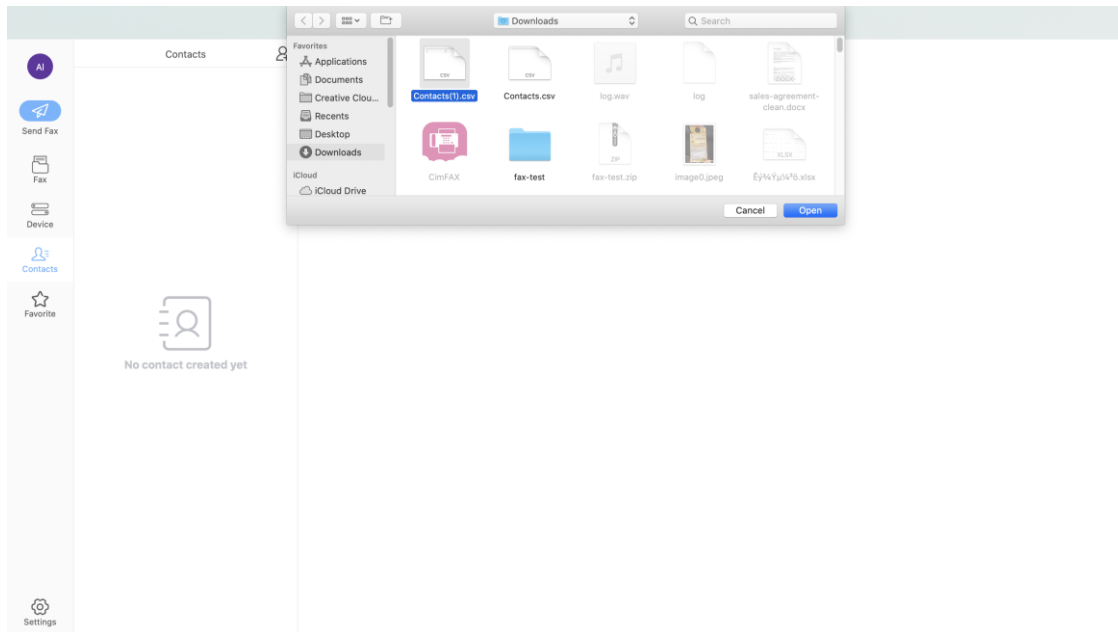 Downloads
Search
AI
Send Fax
Fax
Device
Contacts
Favorite
Settings
Contacts
No contact created yet
Favorites
Applications
Documents
Creative Clou...
Recents
Desktop
Downloads
iCloud
iCloud Drive
CSV
CSV
DOCX
Contacts(1).csv
Contacts.csv
log.wav
log
sales-agreement-
clean.docx
ZIP
XLSX
CimFAX
fax-test
fax-test.zip
image0.jpeg
Cancel
Open